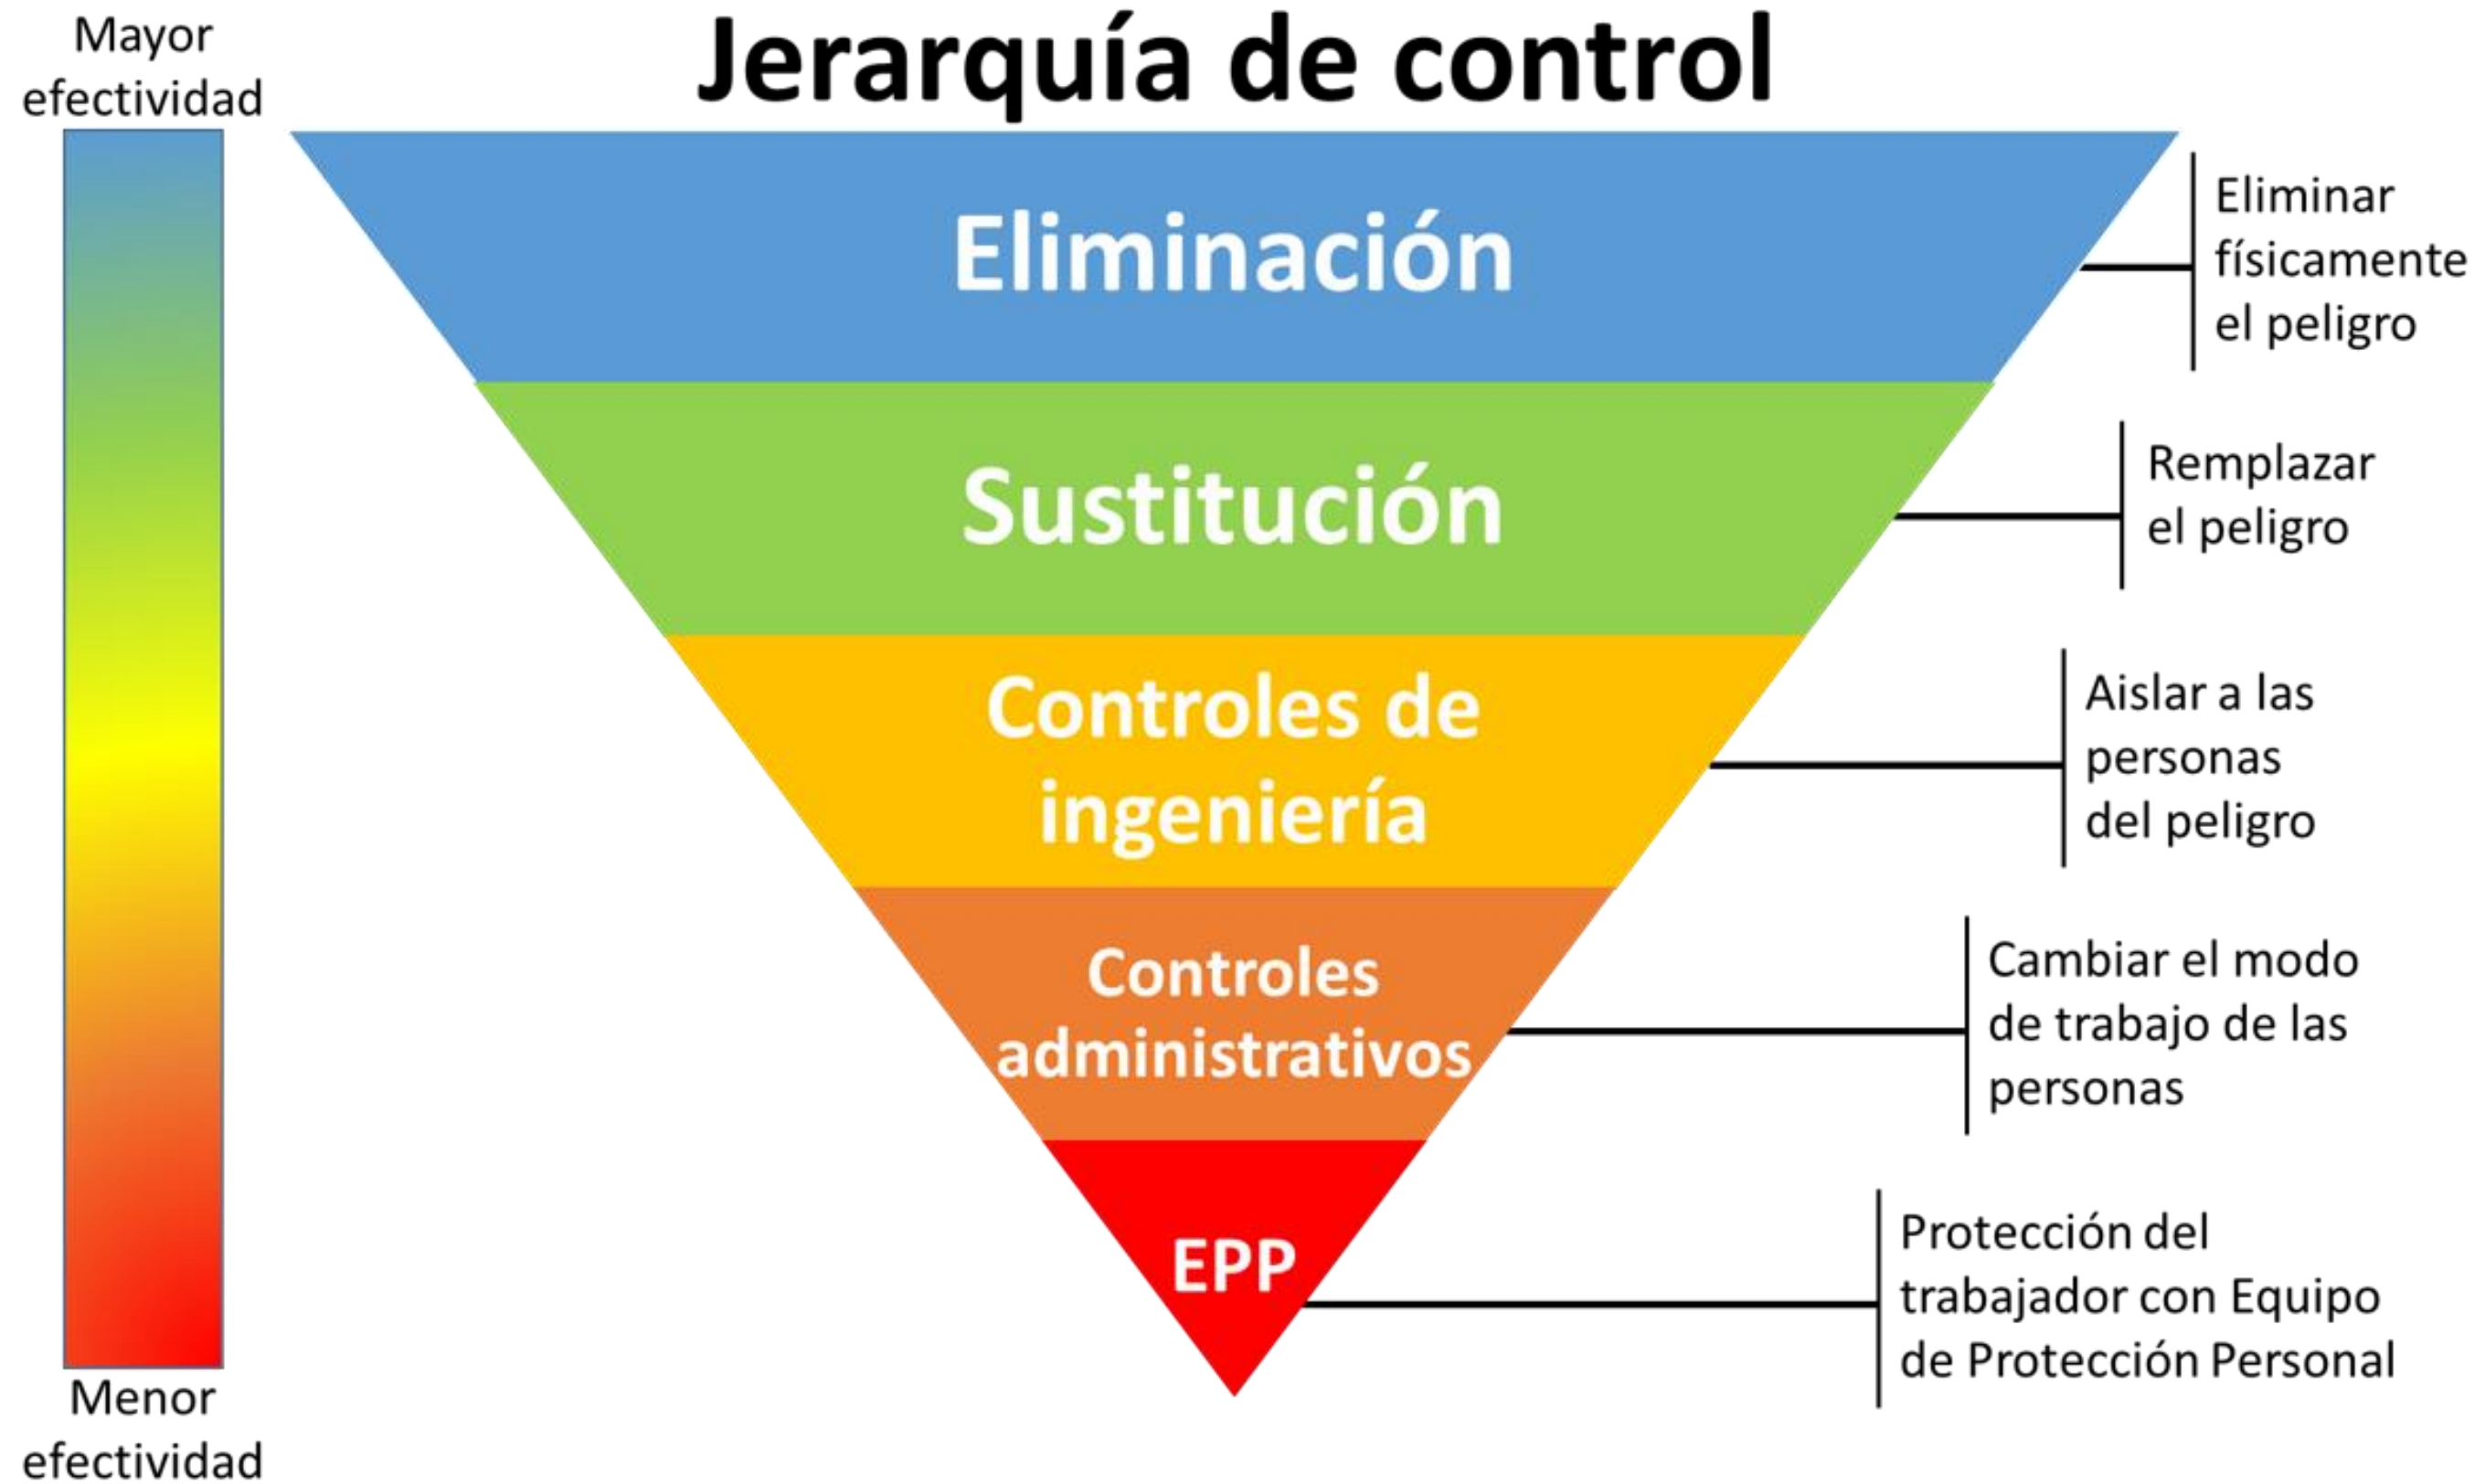 Jerarquía de control
Mayor
efectividad
Eliminación
Eliminar
físicamente
el peligro
Sustitución
Remplazar
el peligro
Controles de
ingeniería
Aislar a las
personas
del peligro
Controles
administrativos
Cambiar el modo
de trabajo de las
personas
EPP
Protección del
trabajador con Equipo
de Protección Personal
Menor
efectividad